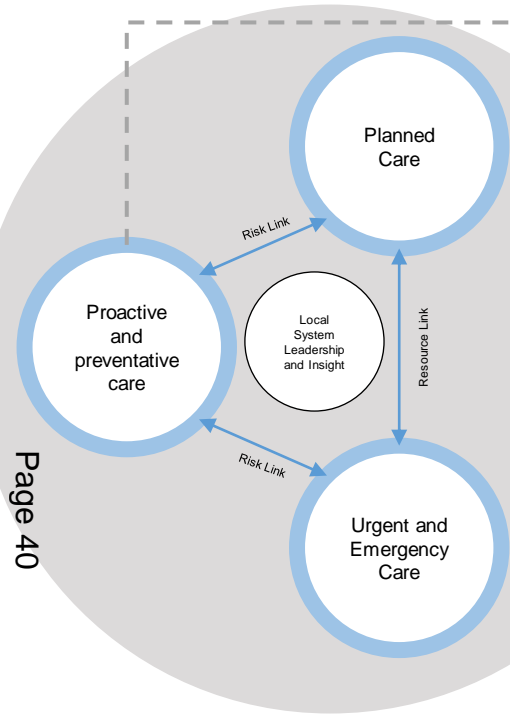 Planned
Care
Risk Link
Proactive
and
preventative
care
Local
System
Leadership
and Insight
Resource Link
Risk Link
Urgent and
Emergency
Care
Page 40